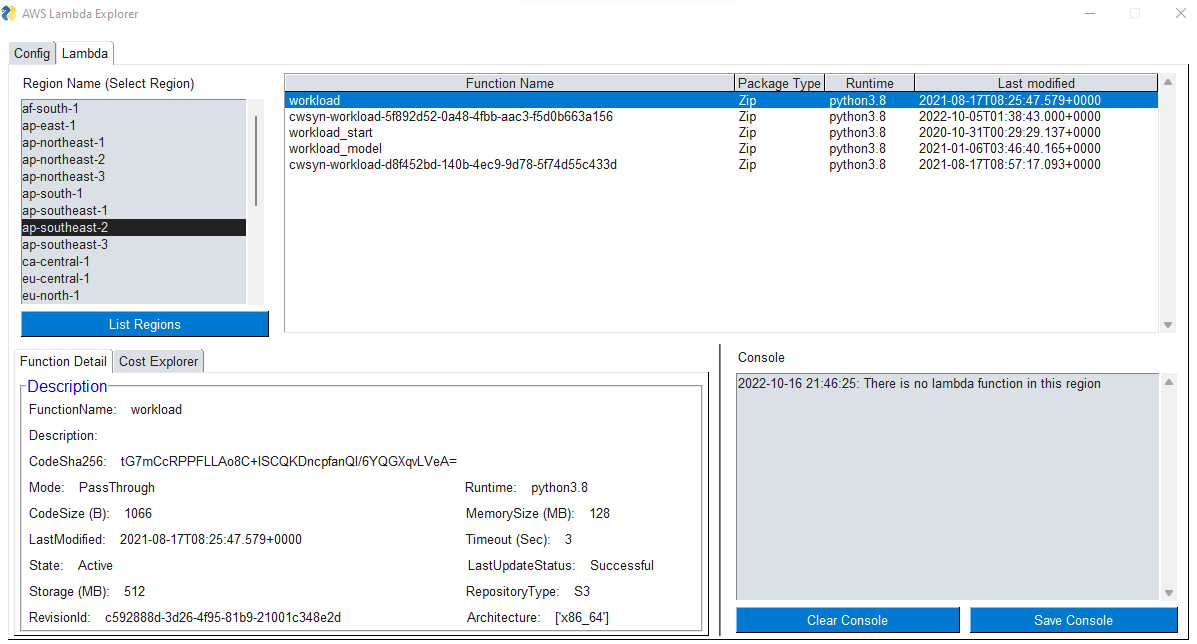 AWS Lambda Explorer
Config Lambda
Region Name (Select Region)
af-south-1
ap-east-1
ap-northeast-1
ap-northeast-2
ap-northeast-3
ap-south-1
ap-southeast-1
ap-southeast-2
ap-southeast-3
ca-central-1
eu-central-1
eu-north-1
List Regions
Function Name Package Type Runtime Last modified
workload Zip python3.8 2021-08-17T08:25:47.579+0000
cwsyn-workload-5f892d52-0a48-4fbb-aac3-f5d0b663a156 Zip python3.8 2022-10-05T01:38:43.000+0000
workload_start Zip python3.8 2020-10-31T00:29:29.137+0000
workload_model Zip python3.8 2021-01-06T03:46:40.165+0000
cwsyn-workload-d8f452bd-140b-4ec9-9d78-5f74d55c433d Zip python3.8 2021-08-17T08:57:17.093+0000
Function Detail Cost Explorer
Description
FunctionName: workload
Description:
CodeSha256: tG7mCcRPPFLLAo8C+ISCQKDncpfanQI/6YQGXqvLVeA=
Mode: PassThrough Runtime: python3.8
CodeSize (B): 1066 MemorySize (MB): 128
LastModified: 2021-08-17T08:25:47.579+0000 Timeout (Sec): 3
State: Active LastUpdateStatus: Successful
Storage (MB): 512 RepositoryType: S3
RevisionId: c592888d-3d26-4f95-81b9-21001c348e2d Architecture: ['x86_64']
Console
2022-10-16 21:46:25: There is no lambda function in this region
Clear Console Save Console